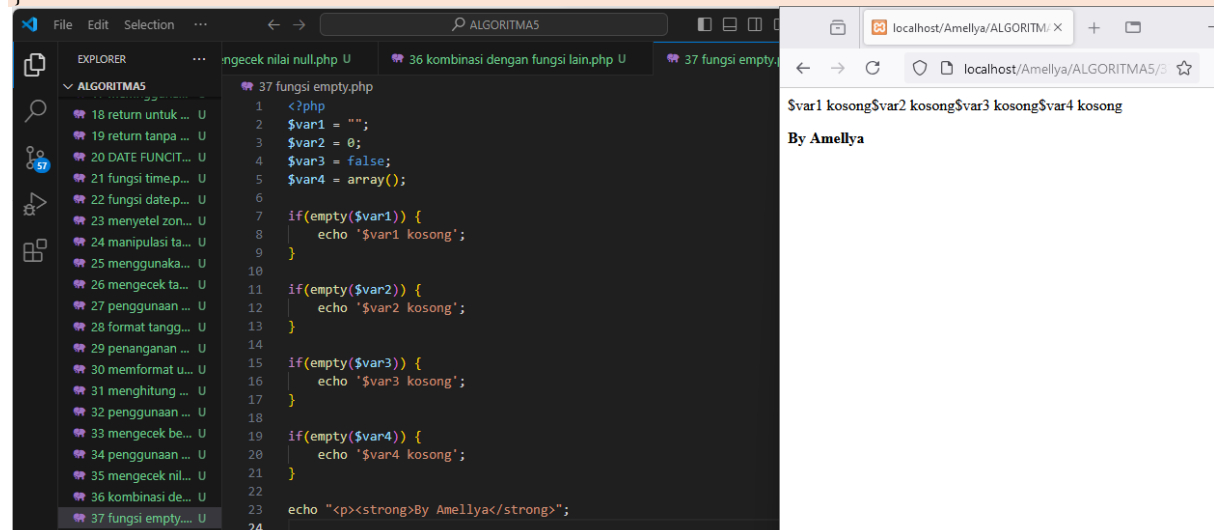 }
File Edit Selection ...
ALGORITMA5
EXPLORER ...
ALGORITMA5
18 return untuk ... U
19 return tanpa ... U
20 DATE FUNCIT... U
21 fungsi time.p... U
22 fungsi date.p... U
23 menyetel zon... U
24 manipulasi ta... U
25 menggunaka... U
26 mengecek ta... U
27 penggunaan ... U
28 format tangg... U
29 penanganan ... U
30 memformat u... U
31 menghitung ... U
32 penggunaan ... U
33 mengecek be... U
34 penggunaan ... U
35 mengecek nil... U
36 kombinasi de... U
37 fungsi empty.... U
57
ngecek nilai null.php U 36 kombinasi dengan fungsi lain.php U 37 fungsi empty.p
37 fungsi empty.php
1 <?php
2 $var1 = "";
3 $var2 = 0;
4 $var3 = false;
5 $var4 = array();
6
7 if(empty($var1)) {
8 echo '$var1 kosong';
9 }
10
11 if(empty($var2)) {
12 echo '$var2 kosong';
13 }
14
15 if(empty($var3)) {
16 echo '$var3 kosong';
17 }
18
19 if(empty($var4)) {
20 echo '$var4 kosong';
21 }
22
23 echo "<p><strong>By Amellya</strong>";
24
localhost/Amellya/ALGORITM/
localhost/Amellya/ALGORITMA5/3
$var1 kosong$var2 kosong$var3 kosong$var4 kosong
By Amellya